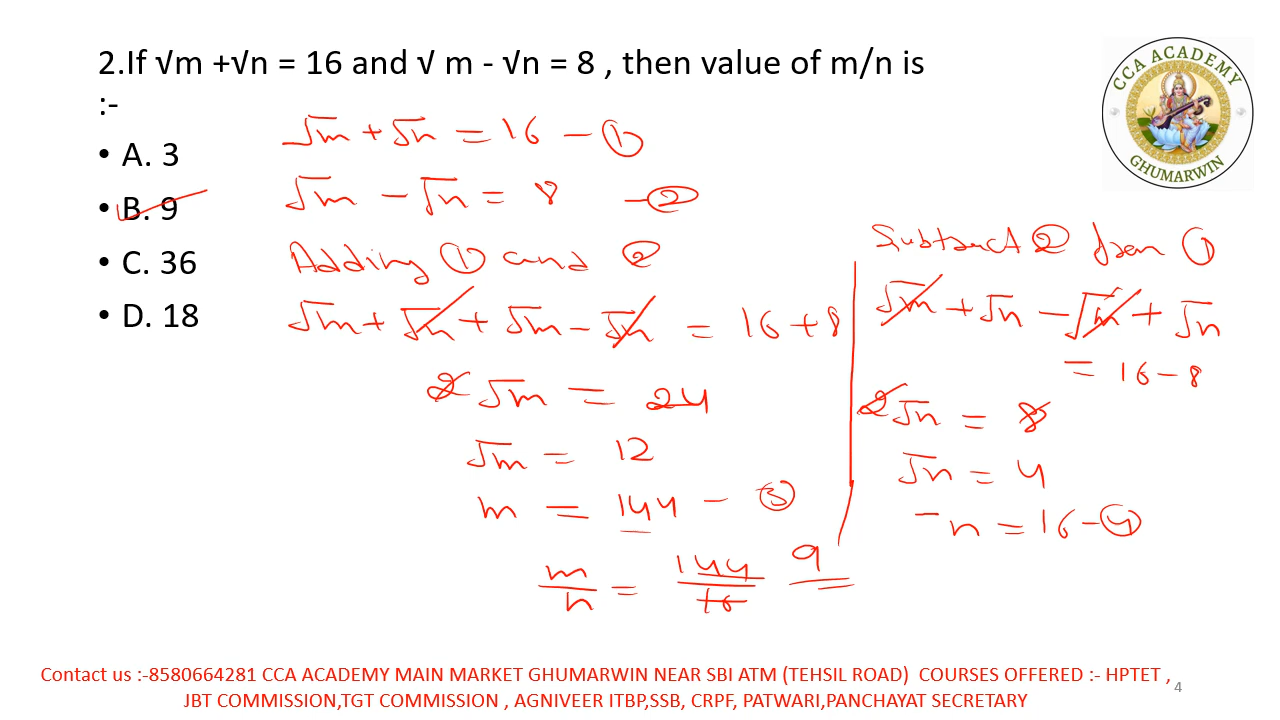 2.If √m +√n = 16 and √ m - √n = 8 , then value of m/n is
:-
• A. 3
• B. 9
• C. 36
• D. 18
√m + √n = 16 - ①
√m - √n = 8 - ②
Adding ① and ②
√m + √n + √m - √n = 16 + 8
2√m = 24
√m = 12
m = 144 - ③
m/n = 144/16 9
Subtract ② from ①
√m + √n - √m + √n
= 16 - 8
2√n = 8
√n = 4
n = 16 - ④
CCA ACADEMY
GHUMARWIN
Contact us :-8580664281 CCA ACADEMY MAIN MARKET GHUMARWIN NEAR SBI ATM (TEHSIL ROAD) COURSES OFFERED :- HPTET ,
JBT COMMISSION,TGT COMMISSION , AGNIVEER ITBP,SSB, CRPF, PATWARI,PANCHAYAT SECRETARY
4